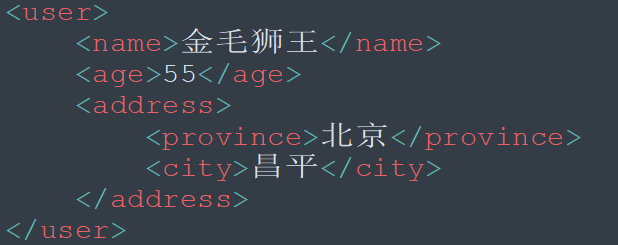 <user>
    <name>金毛狮王</name>
    <age>55</age>
    <address>
        <province>北京</province>
        <city>昌平</city>
    </address>
</user>